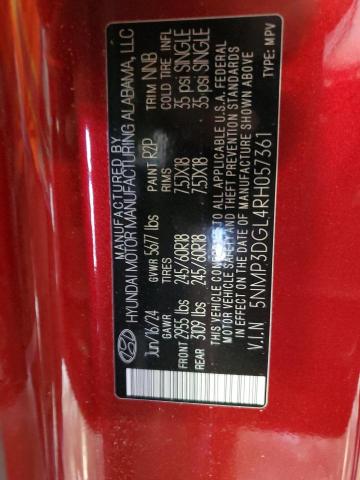 MANUFACTURED BY
HYUNDAI MOTOR MANUFACTURING ALABAMA, LLC
Jun/16/24 GVWR 5677 lbs PAINT R2P TRIM NNB
GAWR TIRES RIMS COLD TIRE INF.
FRONT 2955 lbs 245/60R18 7.5JX18 35 psi SINGLE
REAR 3109 lbs 245/60R18 7.5JX18 35 psi SINGLE
THIS VEHICLE CONFORMS TO ALL APPLICABLE U.S.A. FEDERAL
MOTOR VEHICLE SAFETY AND THEFT PREVENTION STANDARDS
IN EFFECT ON THE DATE OF MANUFACTURE SHOWN ABOVE.
V.I.N 5NMP3DGL4RH057361 TYPE: MPV